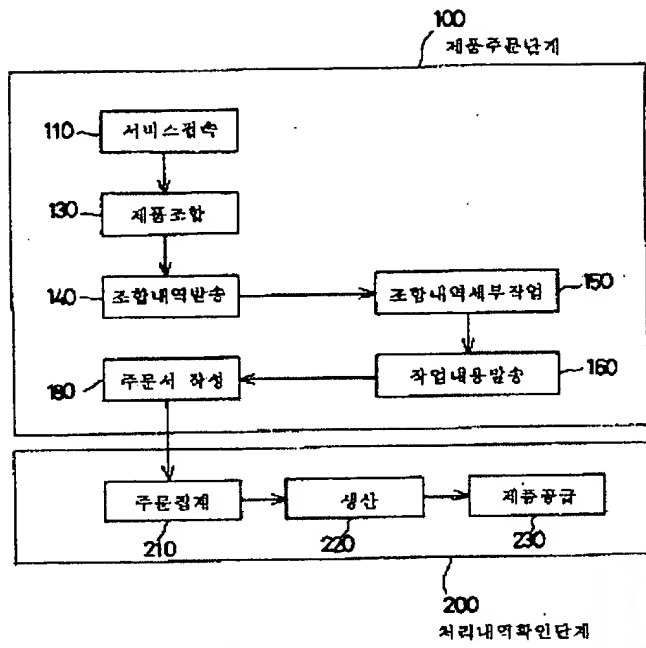 100
제품주문단계
110
서비스접속
130
제품조합
140
조합내역발송
조합내역세부작업
150
180
주문서 작성
작업내용발송
160
주문집계
생산
제품공급
210
220
230
200
처리내역확인단계